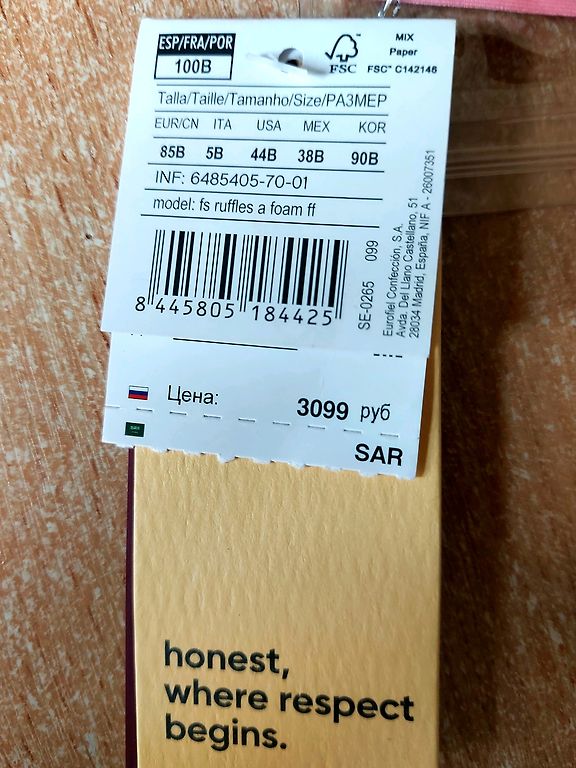 ESP/FRA/POR
100B
FSC
MIX
Paper
FSC™ C142146
Talla/Taille/Tamanho/Size/РАЗМЕР
EUR/CN ITA USA MEX KOR
85B 5B 44B 38B 90B
INF: 6485405-70-01
model: fs ruffles a foam ff
8 445805 184425
SE-0265 099
Eurofiel Confección, S.A.
Avda. Del Llano Castellano, 51
28034 Madrid, España, NIF A - 26007351
Цена: 3099 руб
SAR
honest,
where respect
begins.